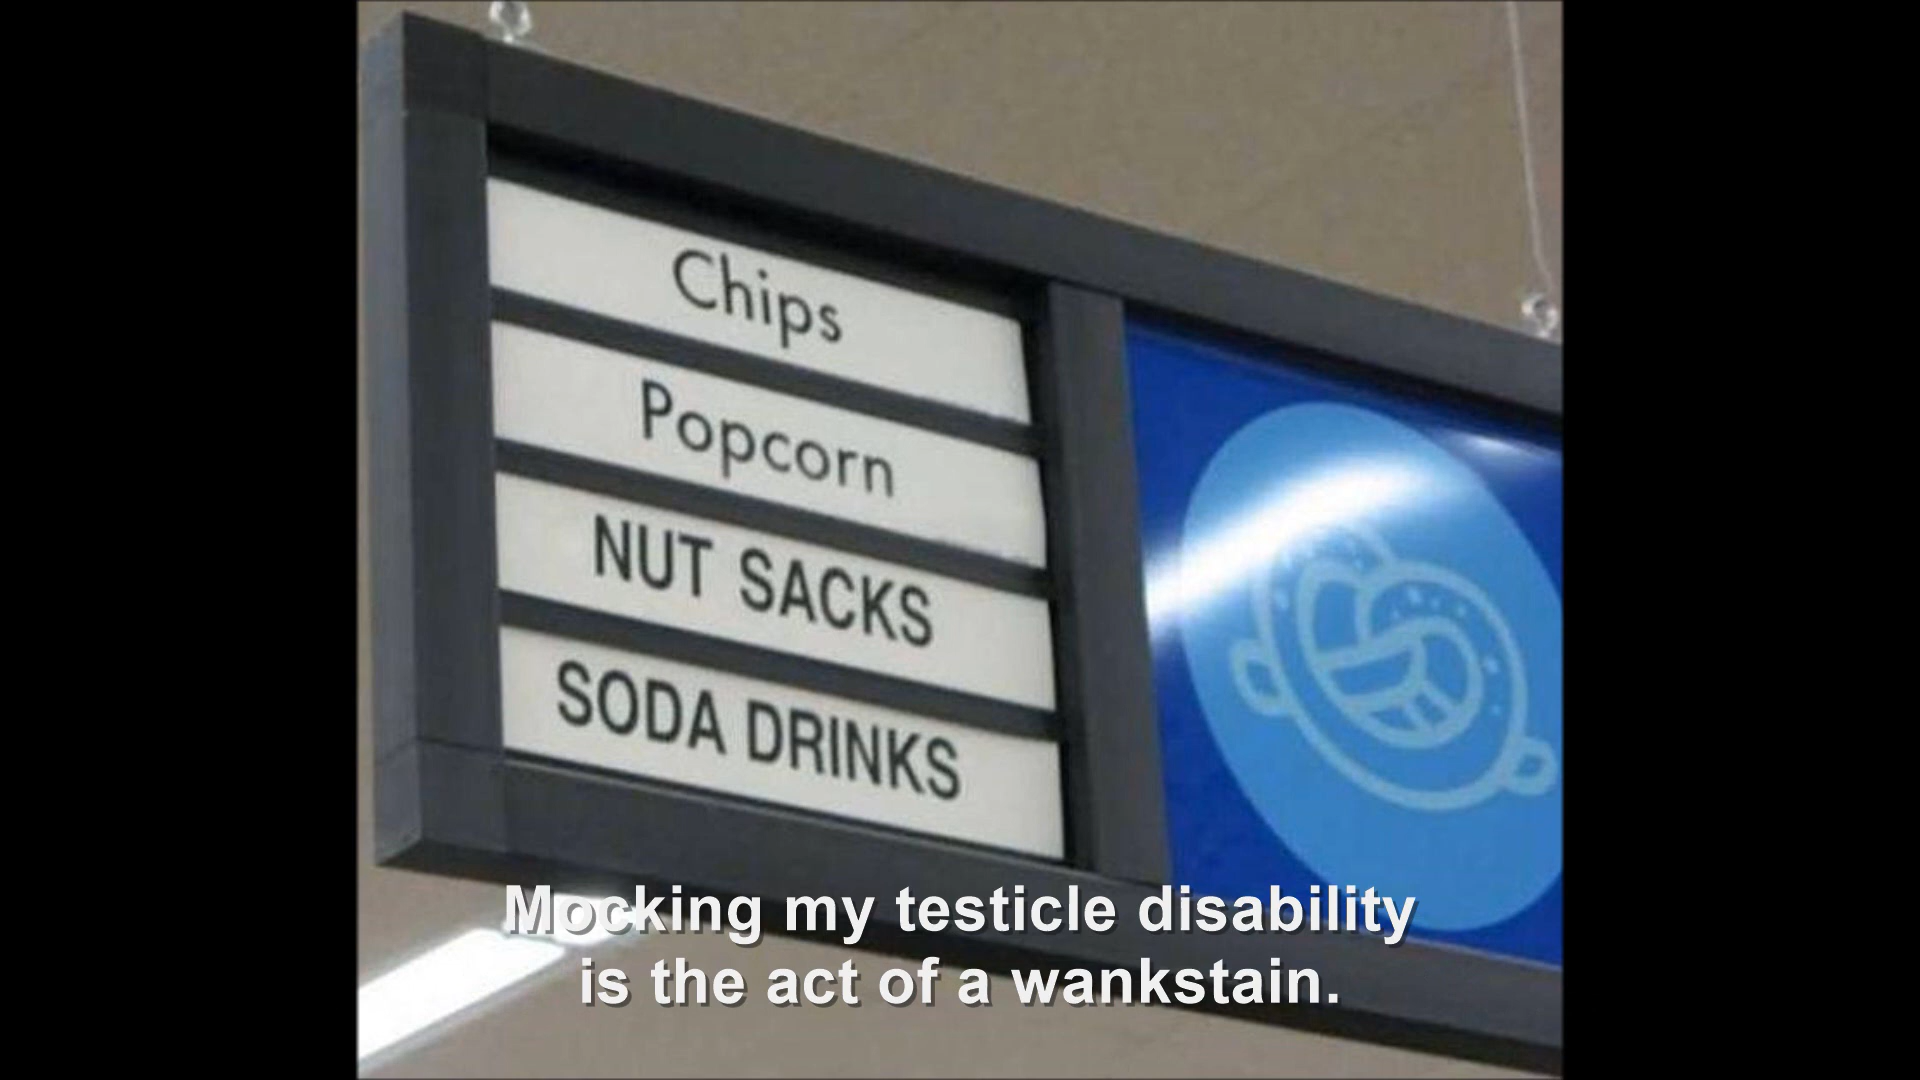 Chips
Popcorn
NUT SACKS
SODA DRINKS
Mocking my testicle disability
is the act of a wankstain.